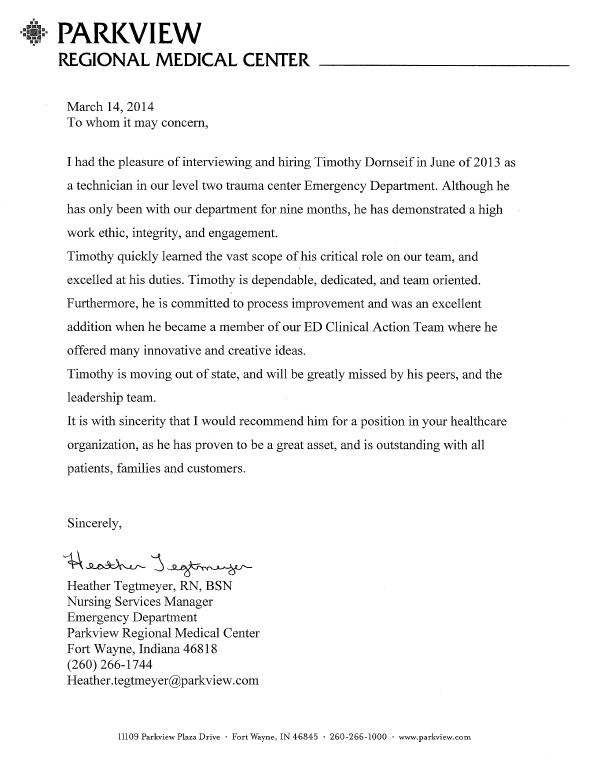 PARKVIEW
REGIONAL MEDICAL CENTER
March 14, 2014
To whom it may concern,
I had the pleasure of interviewing and hiring Timothy Dornseif in June of 2013 as
a technician in our level two trauma center Emergency Department. Although he
has only been with our department for nine months, he has demonstrated a high
work ethic, integrity, and engagement.
Timothy quickly learned the vast scope of his critical role on our team, and
excelled at his duties. Timothy is dependable, dedicated, and team oriented.
Furthermore, he is committed to process improvement and was an excellent
addition when he became a member of our ED Clinical Action Team where he
offered many innovative and creative ideas.
Timothy is moving out of state, and will be greatly missed by his peers, and the
leadership team.
It is with sincerity that I would recommend him for a position in your healthcare
organization, as he has proven to be a great asset, and is outstanding with all
patients, families and customers.
Sincerely,
Heather Tegtmeyer
Heather Tegtmeyer, RN, BSN
Nursing Services Manager
Emergency Department
Parkview Regional Medical Center
Fort Wayne, Indiana 46818
(260) 266-1744
Heather.tegtmeyer@parkview.com
11109 Parkview Plaza Drive · Fort Wayne, IN 46845 · 260-266-1000 · www.parkview.com